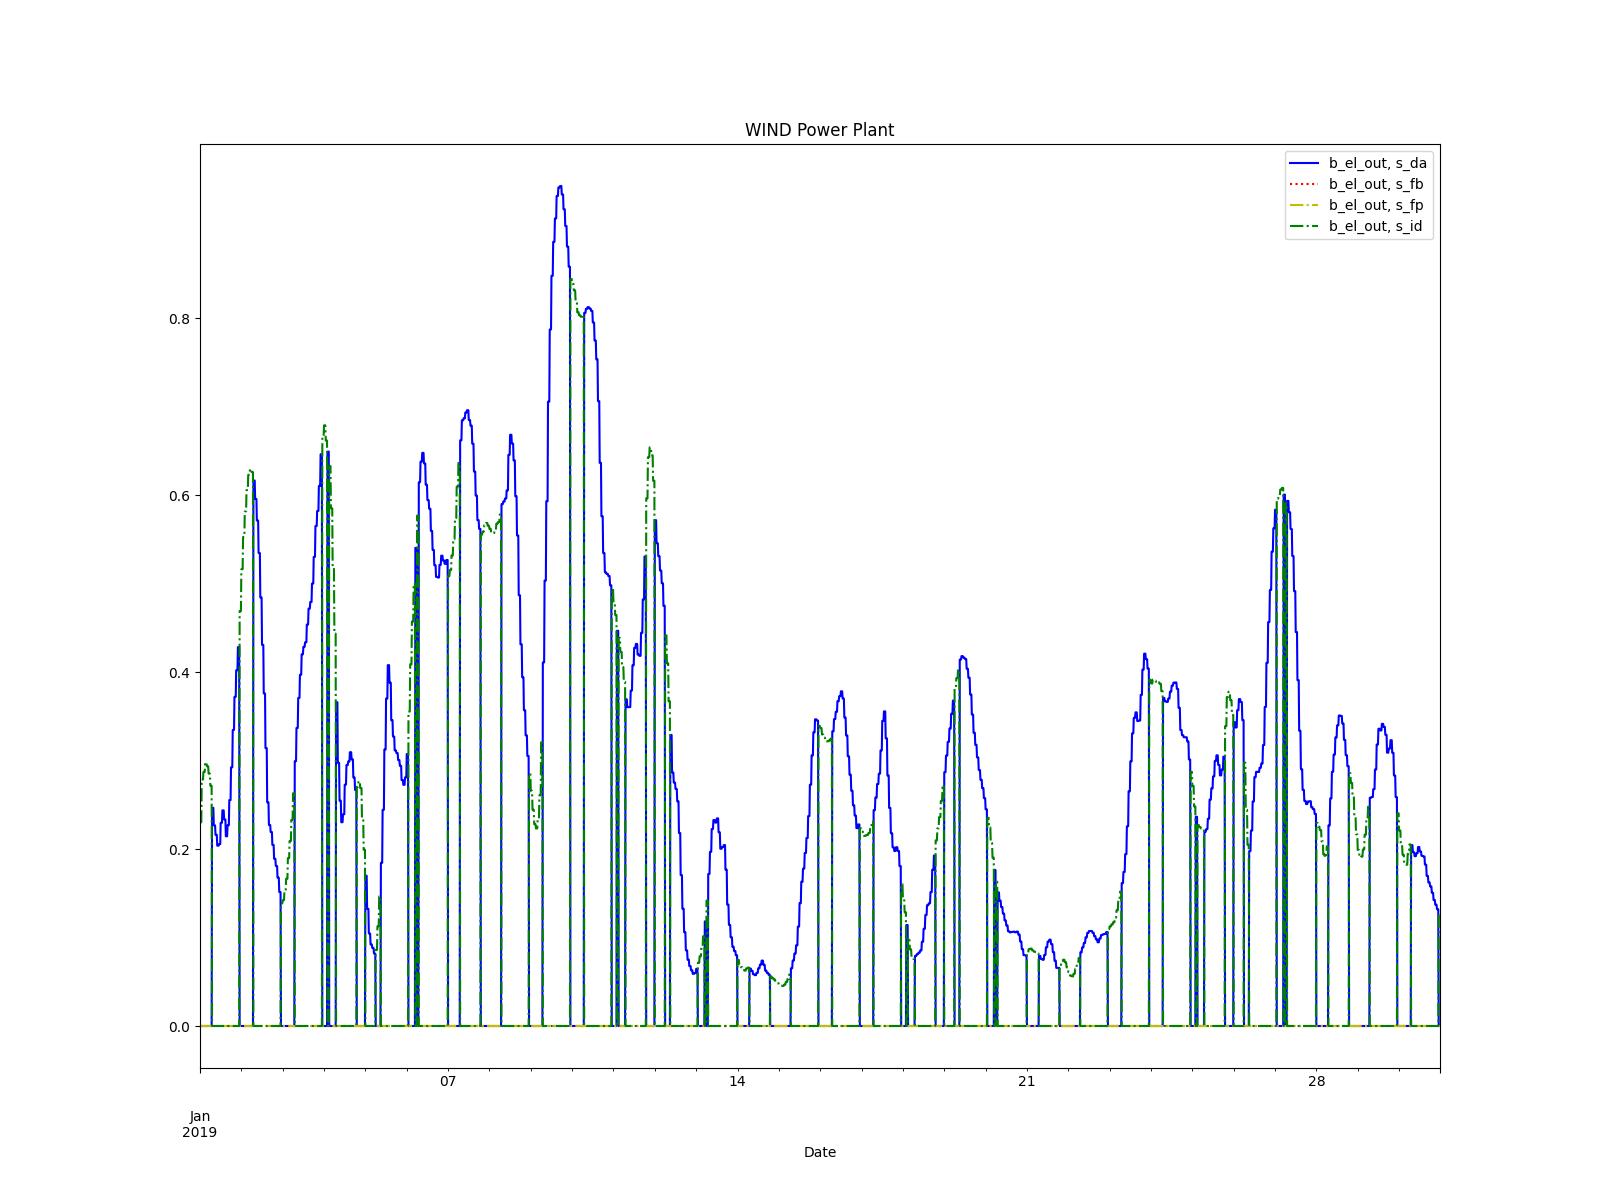 WIND Power Plant
b_el_out, s_da
b_el_out, s_fb
b_el_out, s_fp
b_el_out, s_id
0.8
0.6
0.4
0.2
0.0
07 14 21 28
Jan
2019
Date